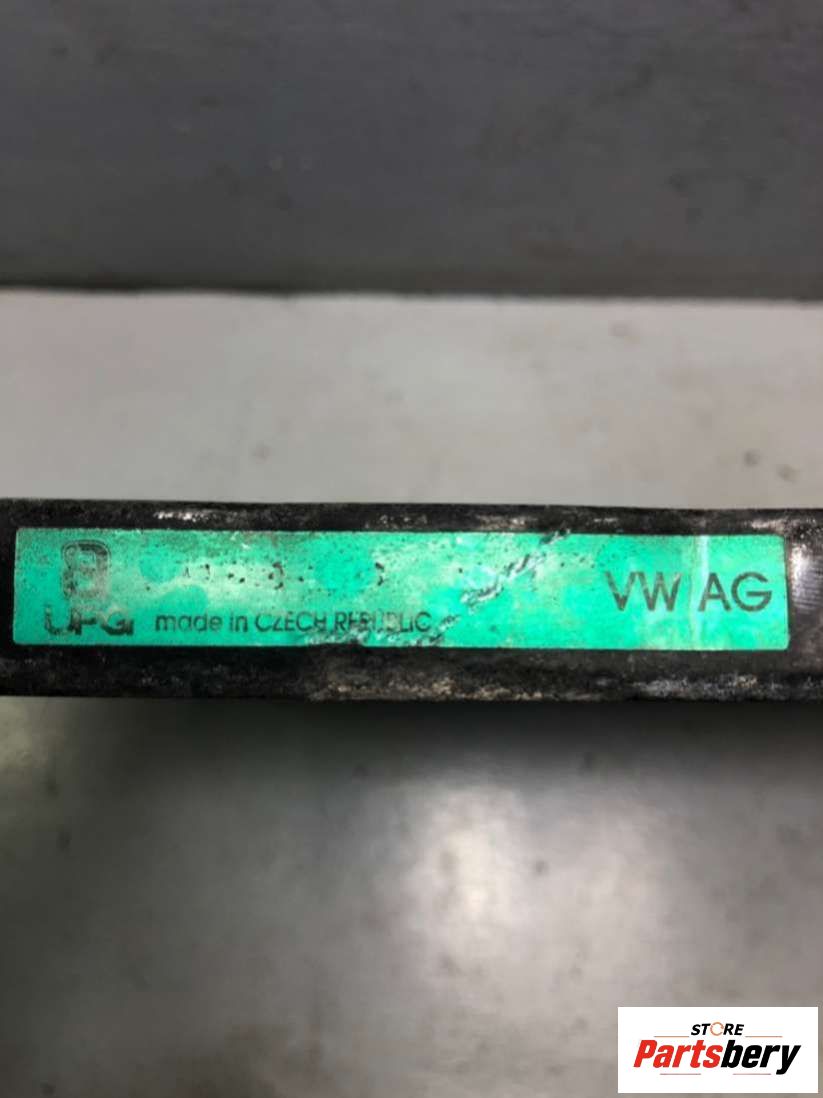 UPG made in CZECH REPUBLIC
VW AG
STORE
Partsbery